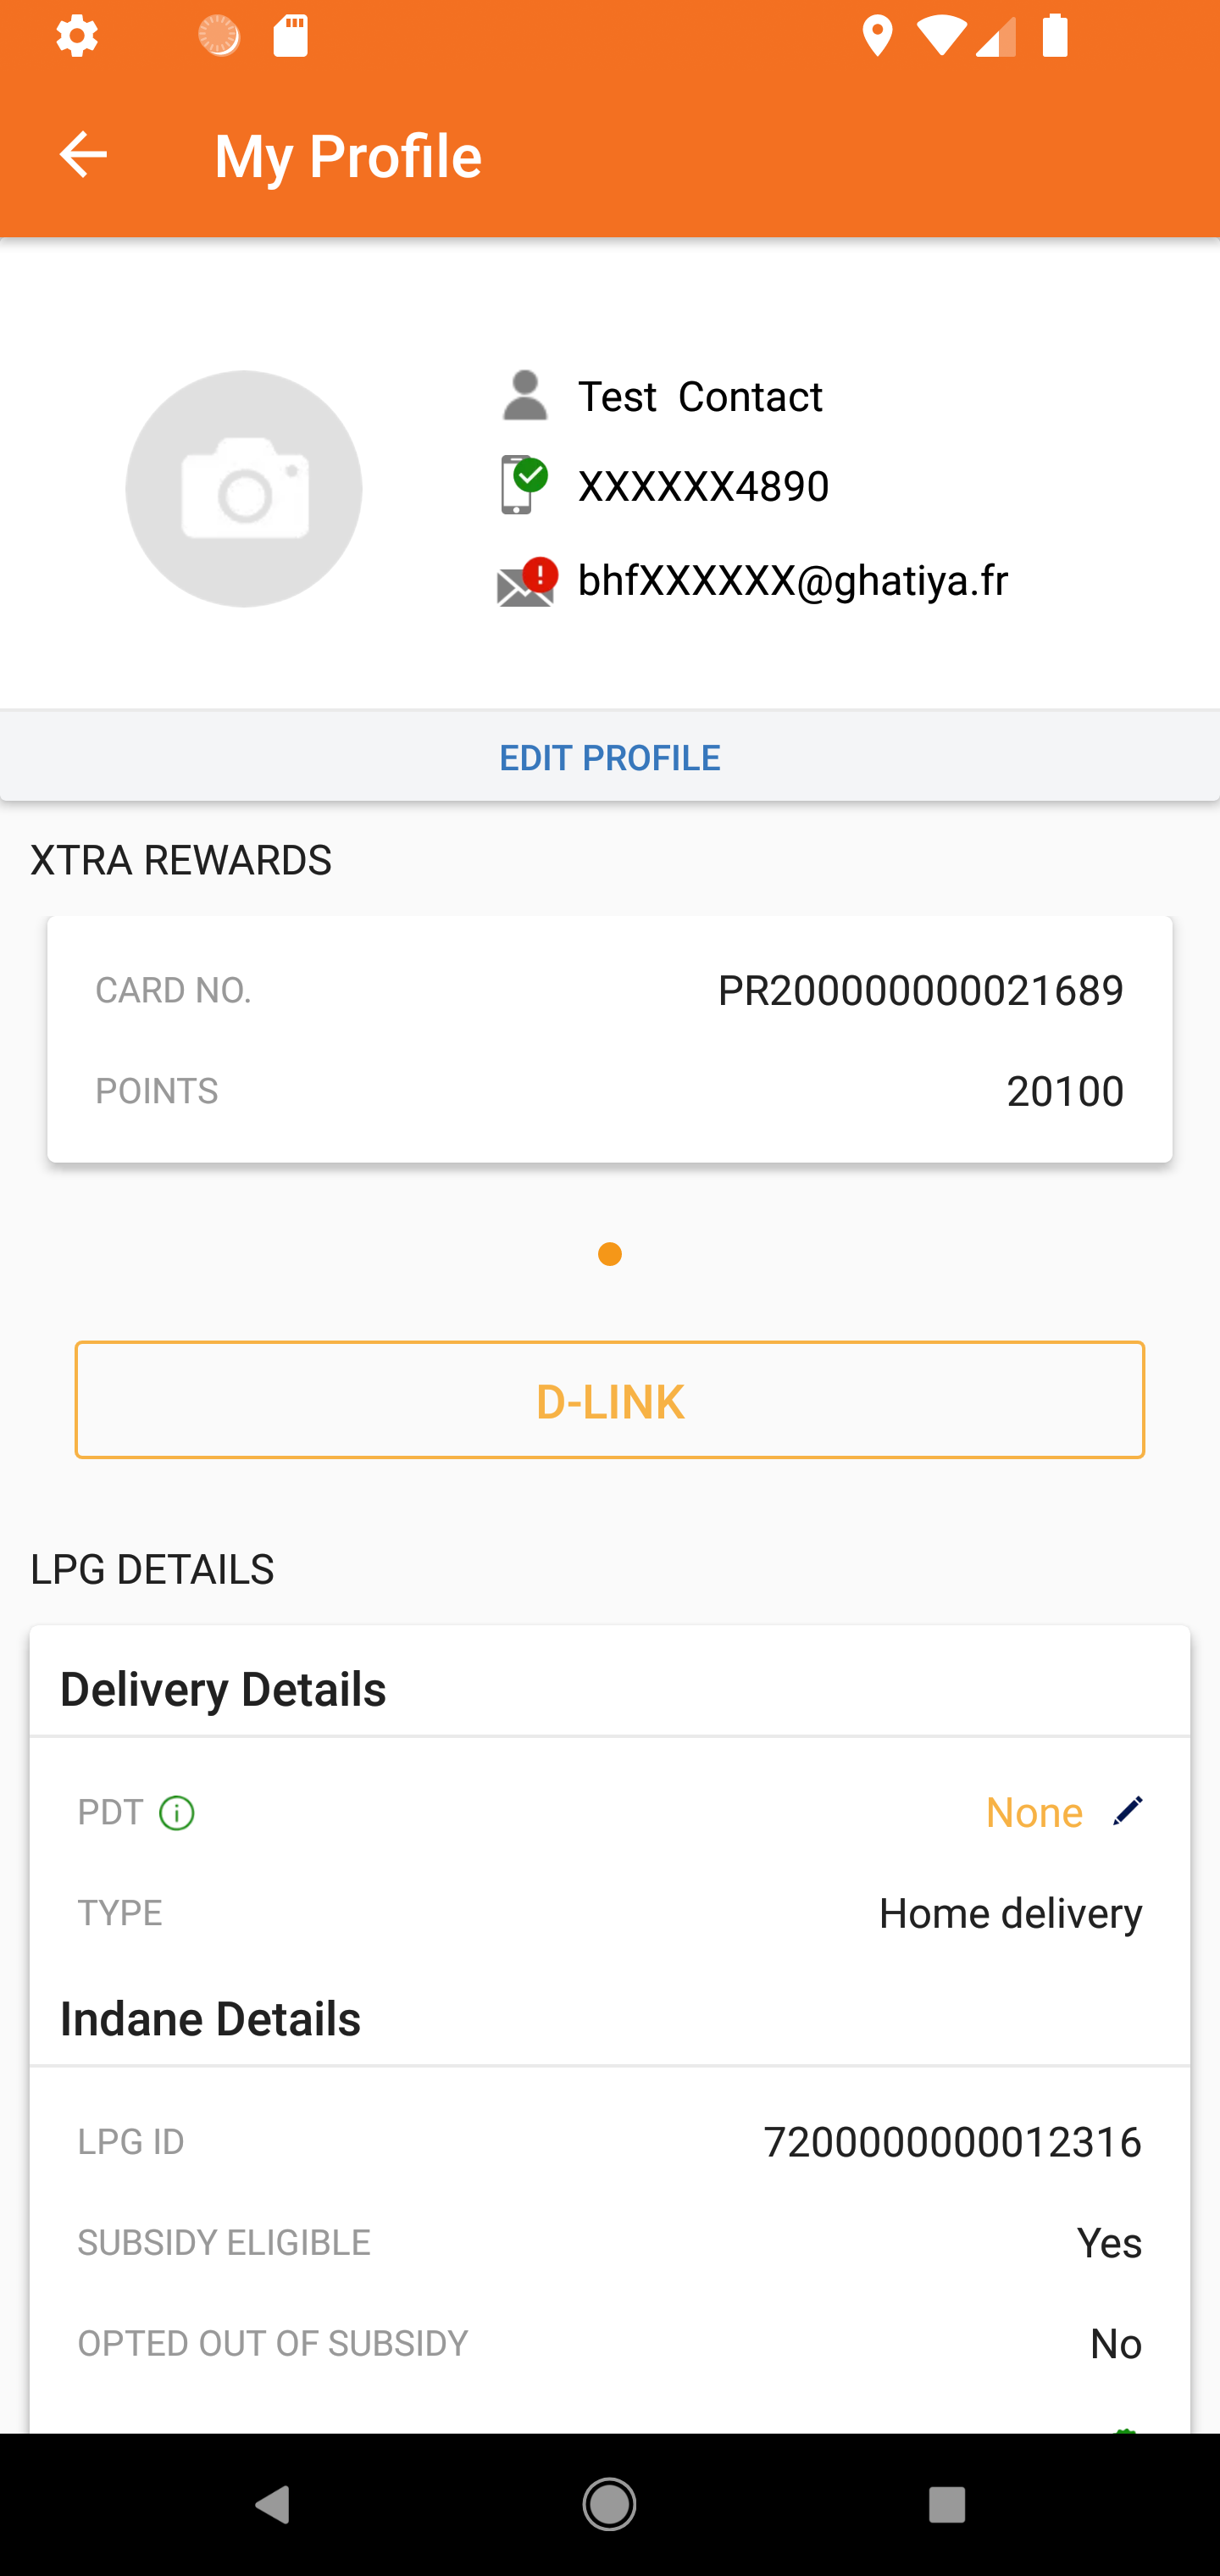 My Profile
Test  Contact
XXXXXX4890
bhfXXXXXX@ghatiya.fr
EDIT PROFILE
XTRA REWARDS
CARD NO. PR200000000021689
POINTS 20100
D-LINK
LPG DETAILS
Delivery Details
PDT None
TYPE Home delivery
Indane Details
LPG ID 7200000000012316
SUBSIDY ELIGIBLE Yes
OPTED OUT OF SUBSIDY No